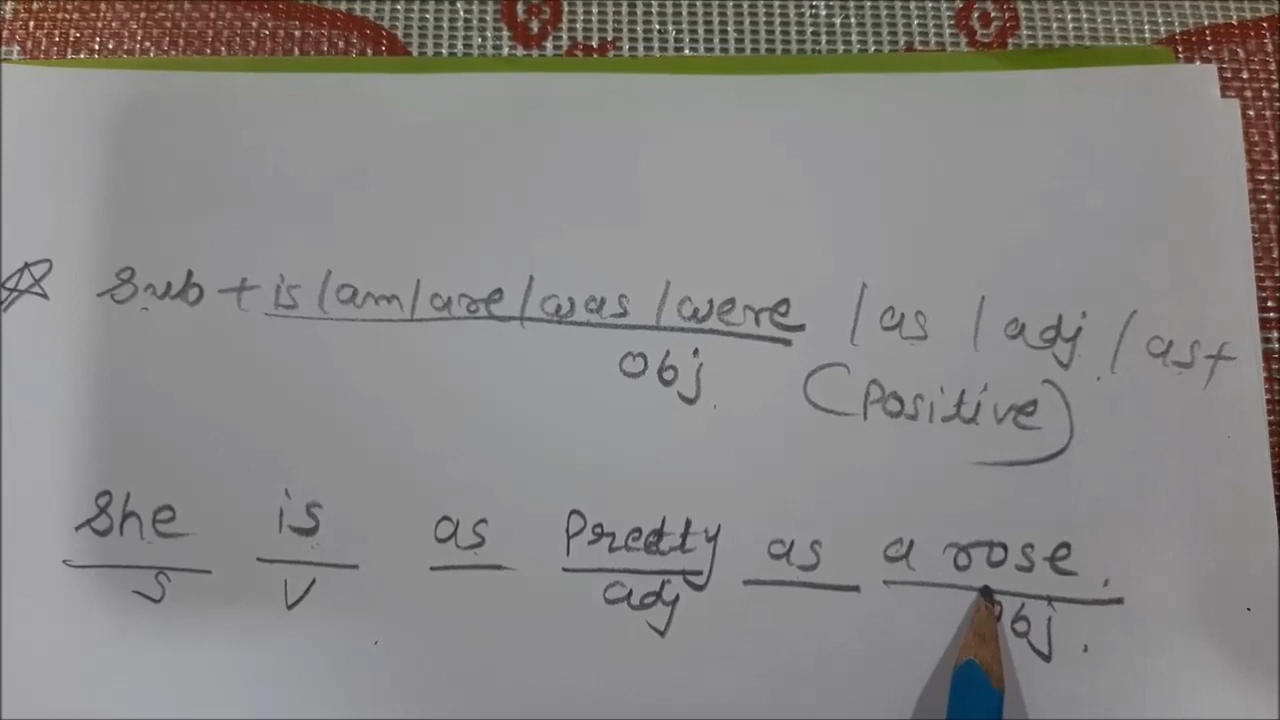 Sub + is / am / are / was / were / as / adj / as +
obj. (Positive)
She is as Pretty as a rose.
S V adj obj.